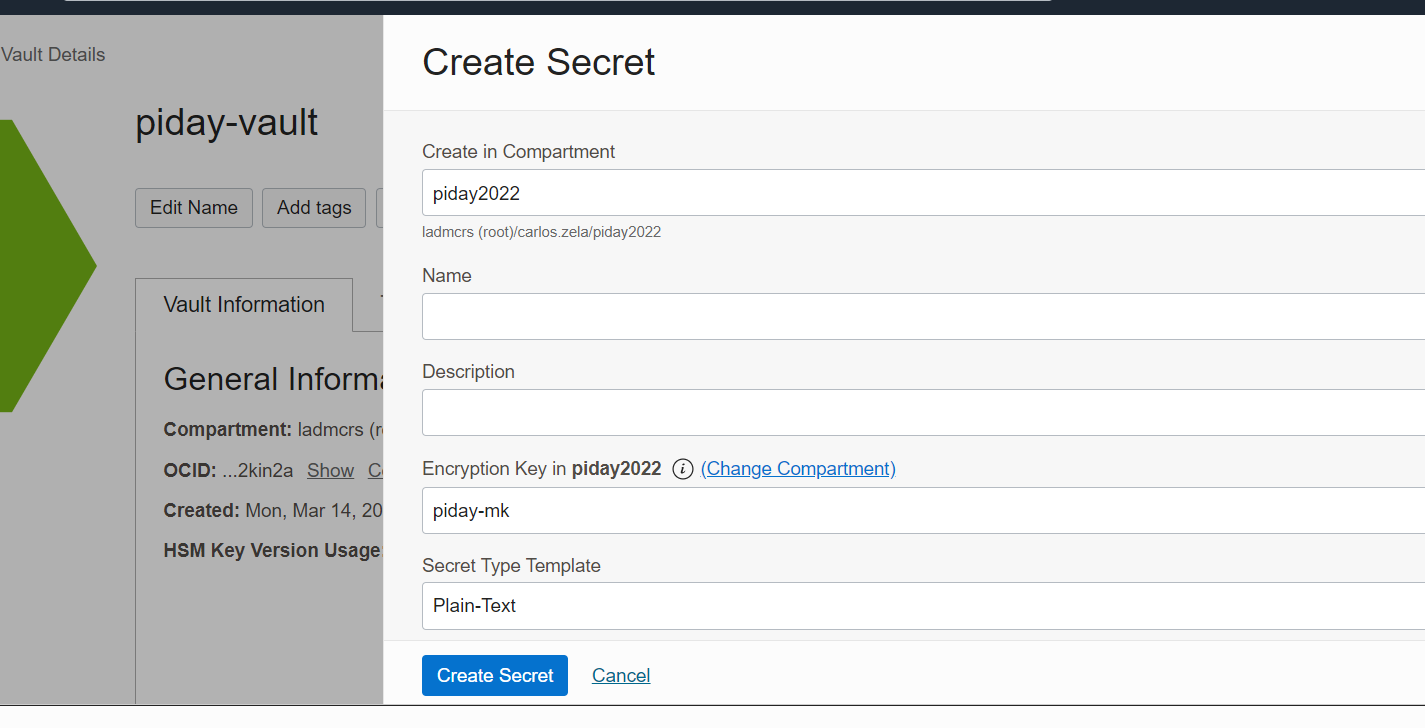 Vault Details
piday-vault
Edit Name
Add tags
Vault Information
General Informa
Compartment: ladmcrs (r
OCID: ...2kin2a Show Co
Created: Mon, Mar 14, 20
HSM Key Version Usage:
Create Secret
Create in Compartment
piday2022
ladmcrs (root)/carlos.zela/piday2022
Name
Description
Encryption Key in piday2022 (Change Compartment)
piday-mk
Secret Type Template
Plain-Text
Create Secret
Cancel